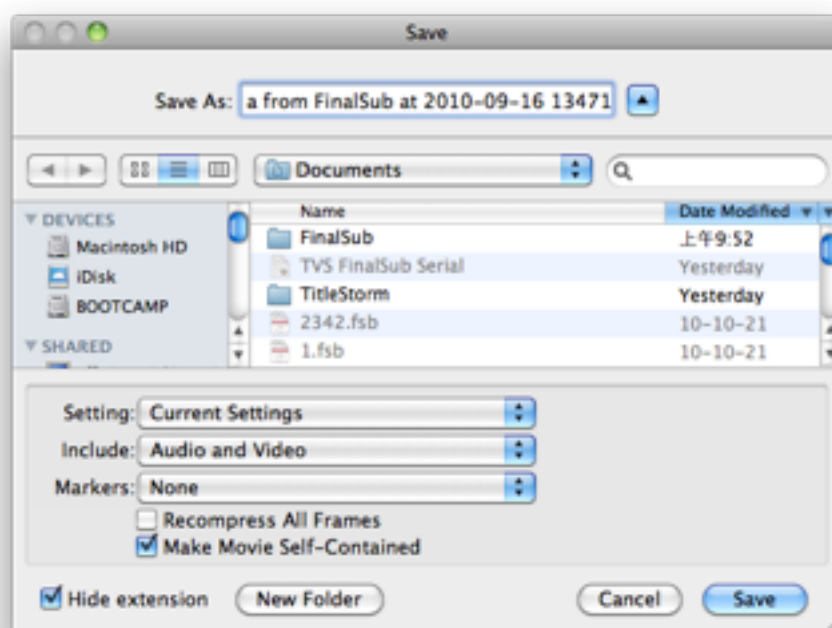 Save
Save As: a from FinalSub at 2010-09-16 13471
Documents
DEVICES
Macintosh HD
iDisk
BOOTCAMP
SHARED
Name Date Modified
FinalSub 上午9:52
TVS FinalSub Serial Yesterday
TitleStorm Yesterday
2342.fsb 10-10-21
1.fsb 10-10-21
Setting: Current Settings
Include: Audio and Video
Markers: None
Recompress All Frames
Make Movie Self-Contained
Hide extension New Folder Cancel Save